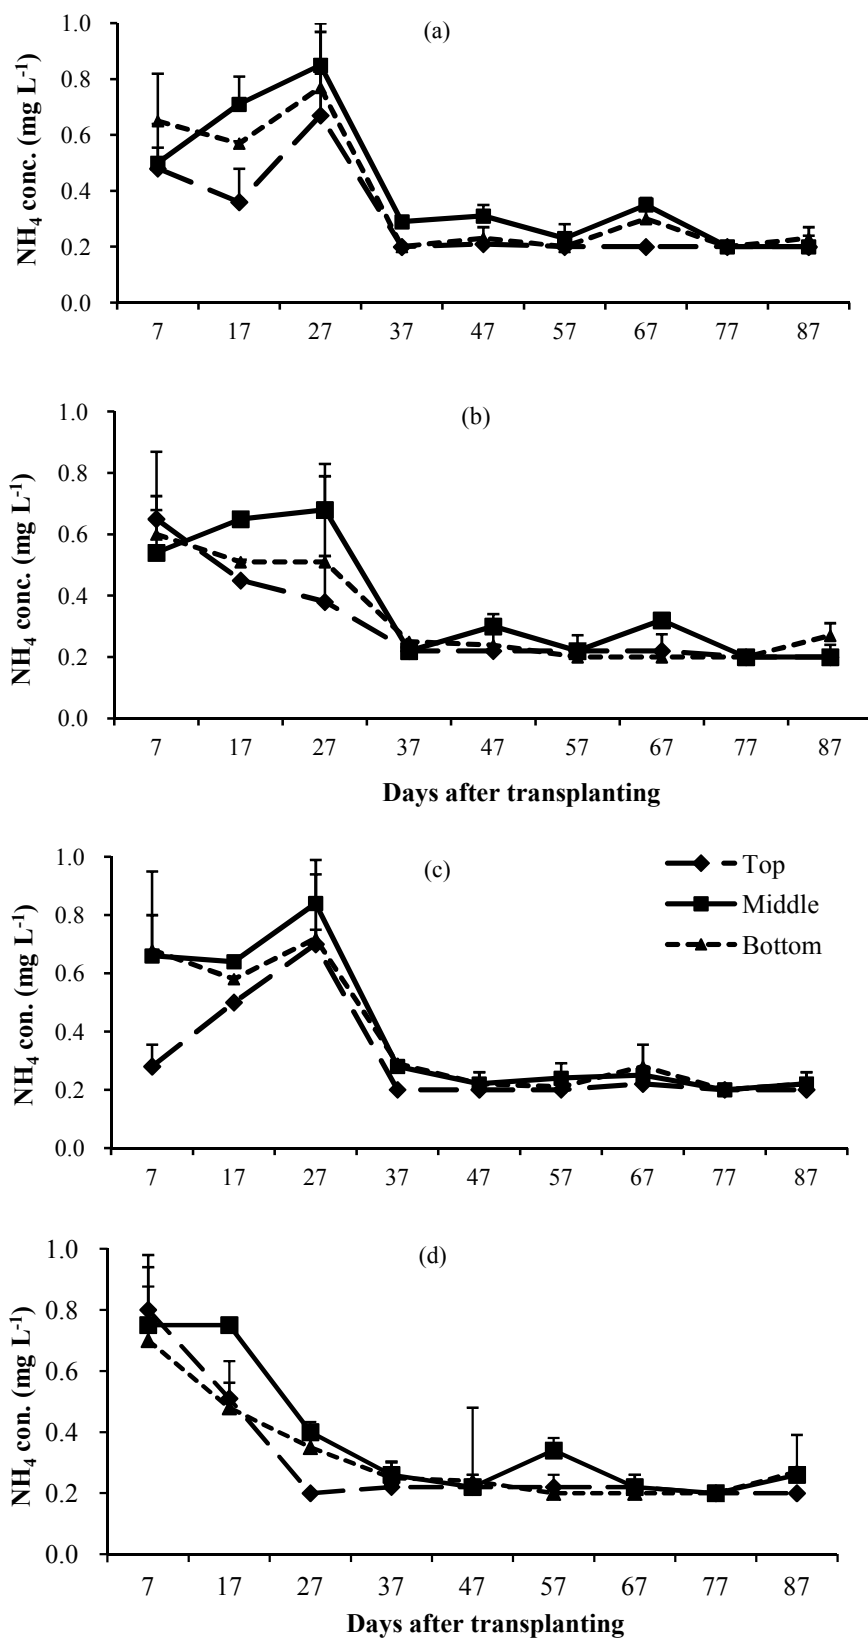 (a)
NH4 conc. (mg L-1)
1.0
0.8
0.6
0.4
0.2
0.0
7 17 27 37 47 57 67 77 87
(b)
NH4 conc. (mg L-1)
1.0
0.8
0.6
0.4
0.2
0.0
7 17 27 37 47 57 67 77 87
Days after transplanting
(c)
NH4 con. (mg L-1)
1.0
0.8
0.6
0.4
0.2
0.0
Top
Middle
Bottom
7 17 27 37 47 57 67 77 87
(d)
NH4 con. (mg L-1)
1.0
0.8
0.6
0.4
0.2
0.0
7 17 27 37 47 57 67 77 87
Days after transplanting